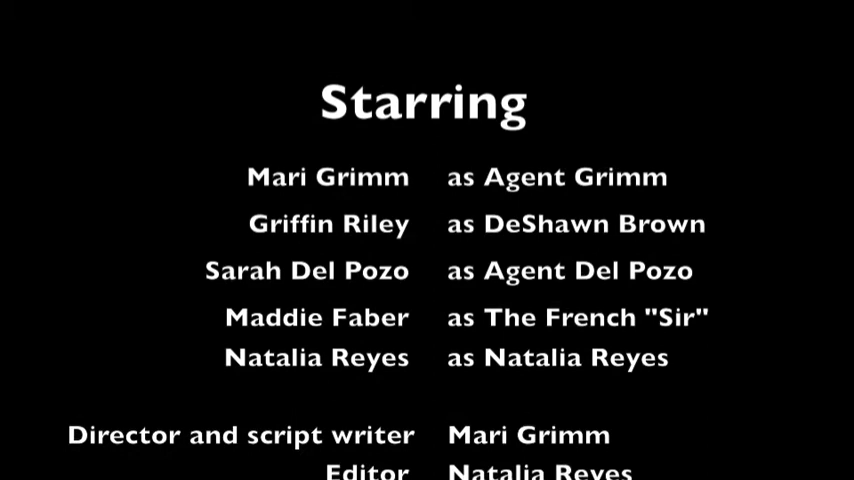 Starring
Mari Grimm as Agent Grimm
Griffin Riley as DeShawn Brown
Sarah Del Pozo as Agent Del Pozo
Maddie Faber as The French "Sir"
Natalia Reyes as Natalia Reyes
Director and script writer Mari Grimm
Editor Natalia Reyes